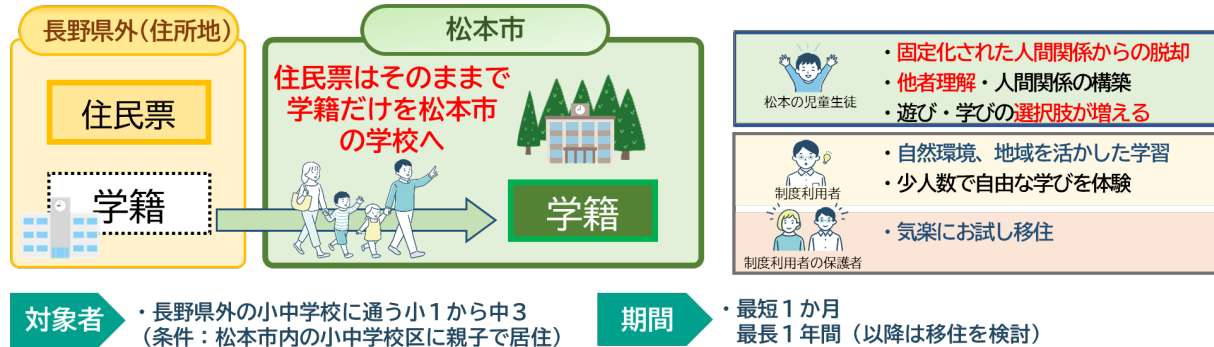 長野県外(住所地)
住民票
学籍
松本市
住民票はそのままで
学籍だけを松本市
の学校へ
学籍
松本の児童生徒
・固定化された人間関係からの脱却
・他者理解・人間関係の構築
・遊び・学びの選択肢が増える
制度利用者
・自然環境、地域を活かした学習
・少人数で自由な学びを体験
制度利用者の保護者
・気楽にお試し移住
対象者
・長野県外の小中学校に通う小1から中3
(条件:松本市内の小中学校区に親子で居住)
期間
・最短1か月
最長1年間(以降は移住を検討)